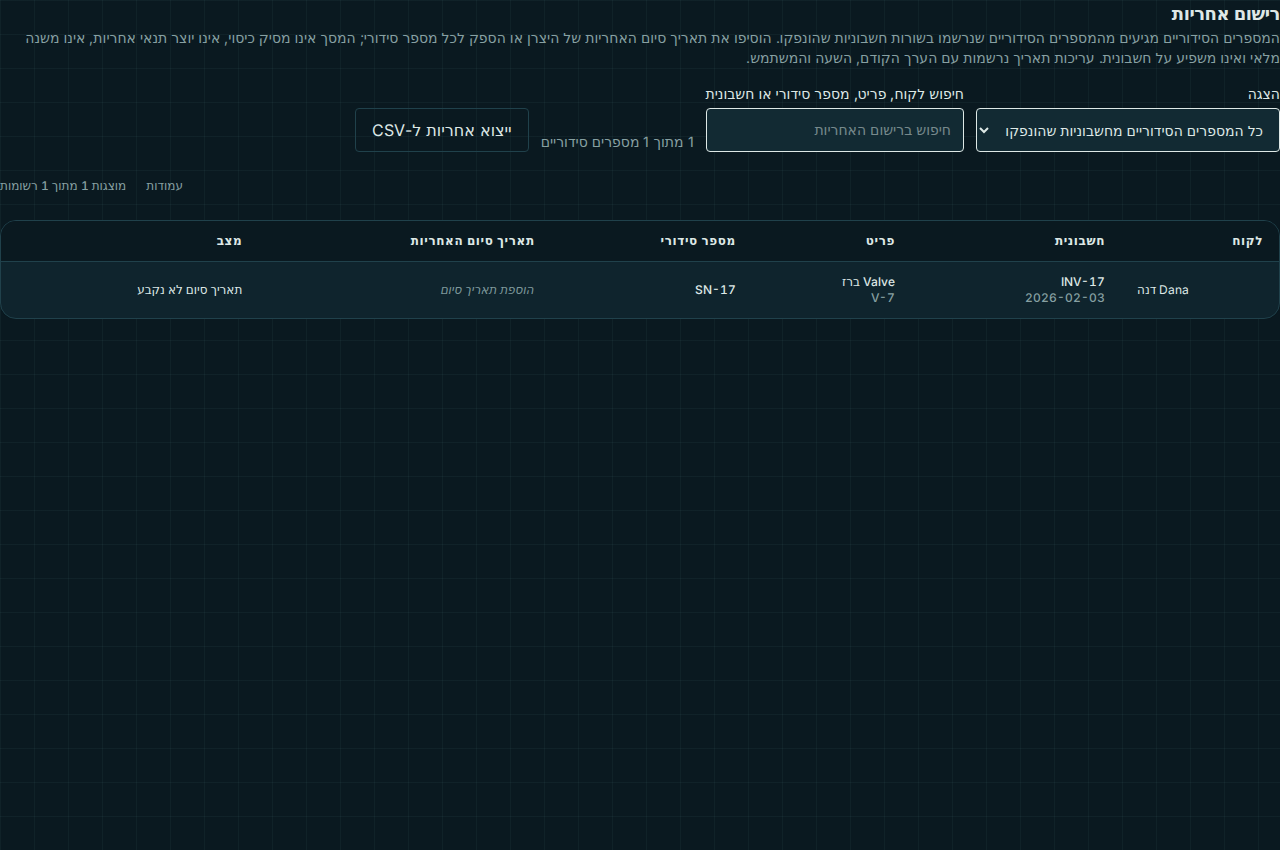 רישום אחריות
המספרים הסידוריים מגיעים מהמספרים הסידוריים שנרשמו בשורות חשבוניות שהונפקו. הוסיפו את תאריך סיום האחריות של היצרן או הספק לכל מספר סידורי; המסך אינו מסיק כיסוי, אינו יוצר תנאי אחריות, אינו משנה
מלאי ואינו משפיע על חשבונית. עריכות תאריך נרשמות עם הערך הקודם, השעה והמשתמש.
הצגה
חיפוש לקוח, פריט, מספר סידורי או חשבונית
כל המספרים הסידוריים מחשבוניות שהונפקו
חיפוש ברישום האחריות
1 מתוך 1 מספרים סידוריים
ייצוא אחריות ל-CSV
עמודות
מוצגות 1 מתוך 1 רשומות
לקוח
חשבונית
פריט
מספר סידורי
תאריך סיום האחריות
מצב
Dana דנה
INV-17
2026-02-03
Valve ברז
V-7
SN-17
הוספת תאריך סיום
תאריך סיום לא נקבע